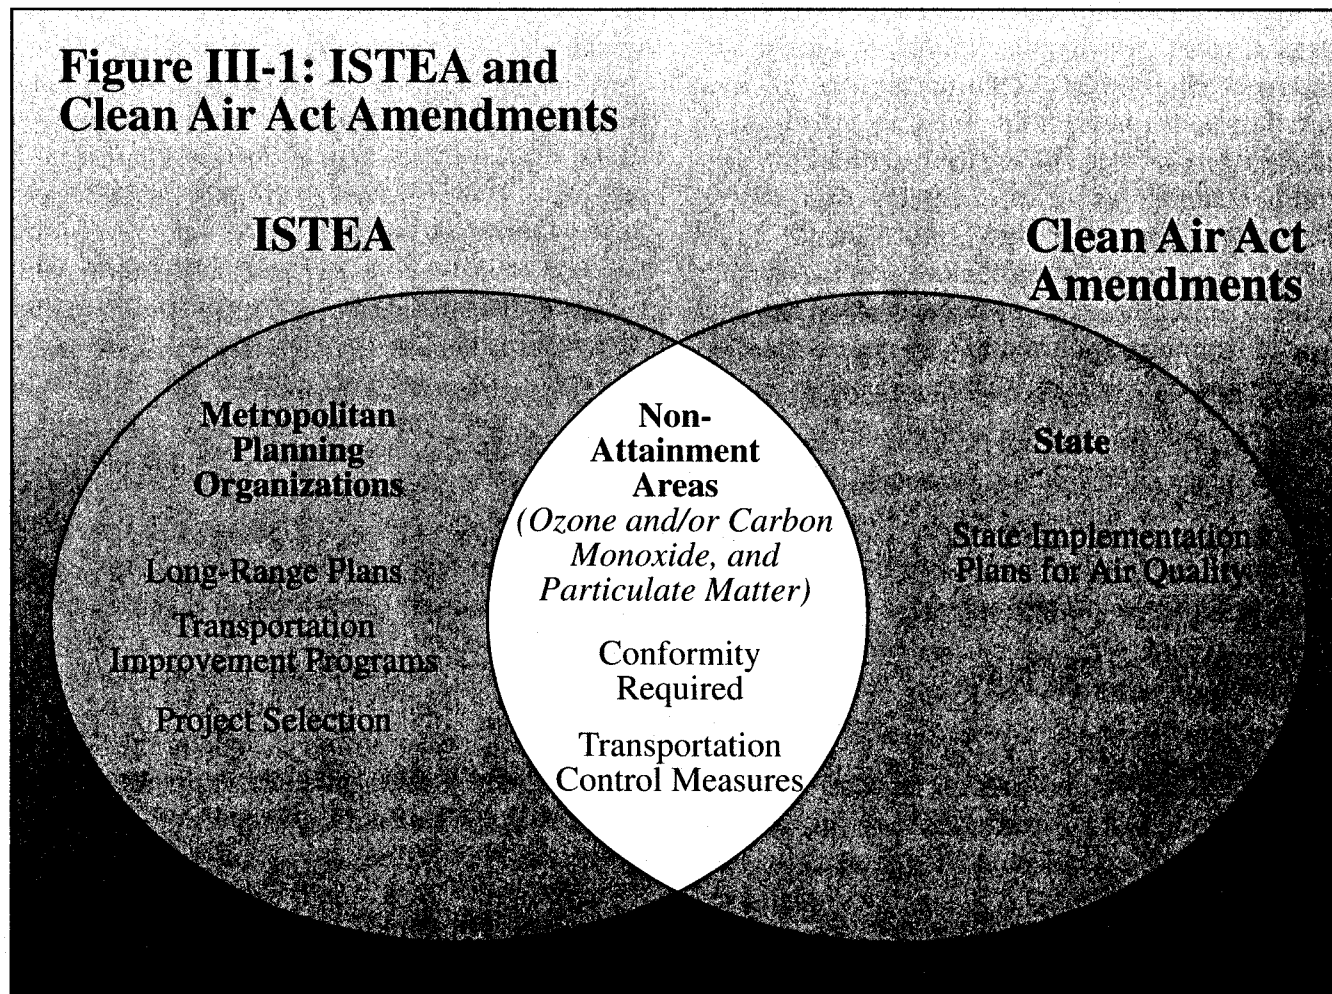 Figure III-1: ISTEA and
Clean Air Act Amendments
ISTEA
Clean Air Act
Amendments
Metropolitan
Planning
Organizations
Long-Range Plans
Transportation
Improvement Programs
Project Selection
Non-
Attainment
Areas
(Ozone and/or Carbon
Monoxide, and
Particulate Matter)
Conformity
Required
Transportation
Control Measures
State
State Implementation
Plans for Air Quality